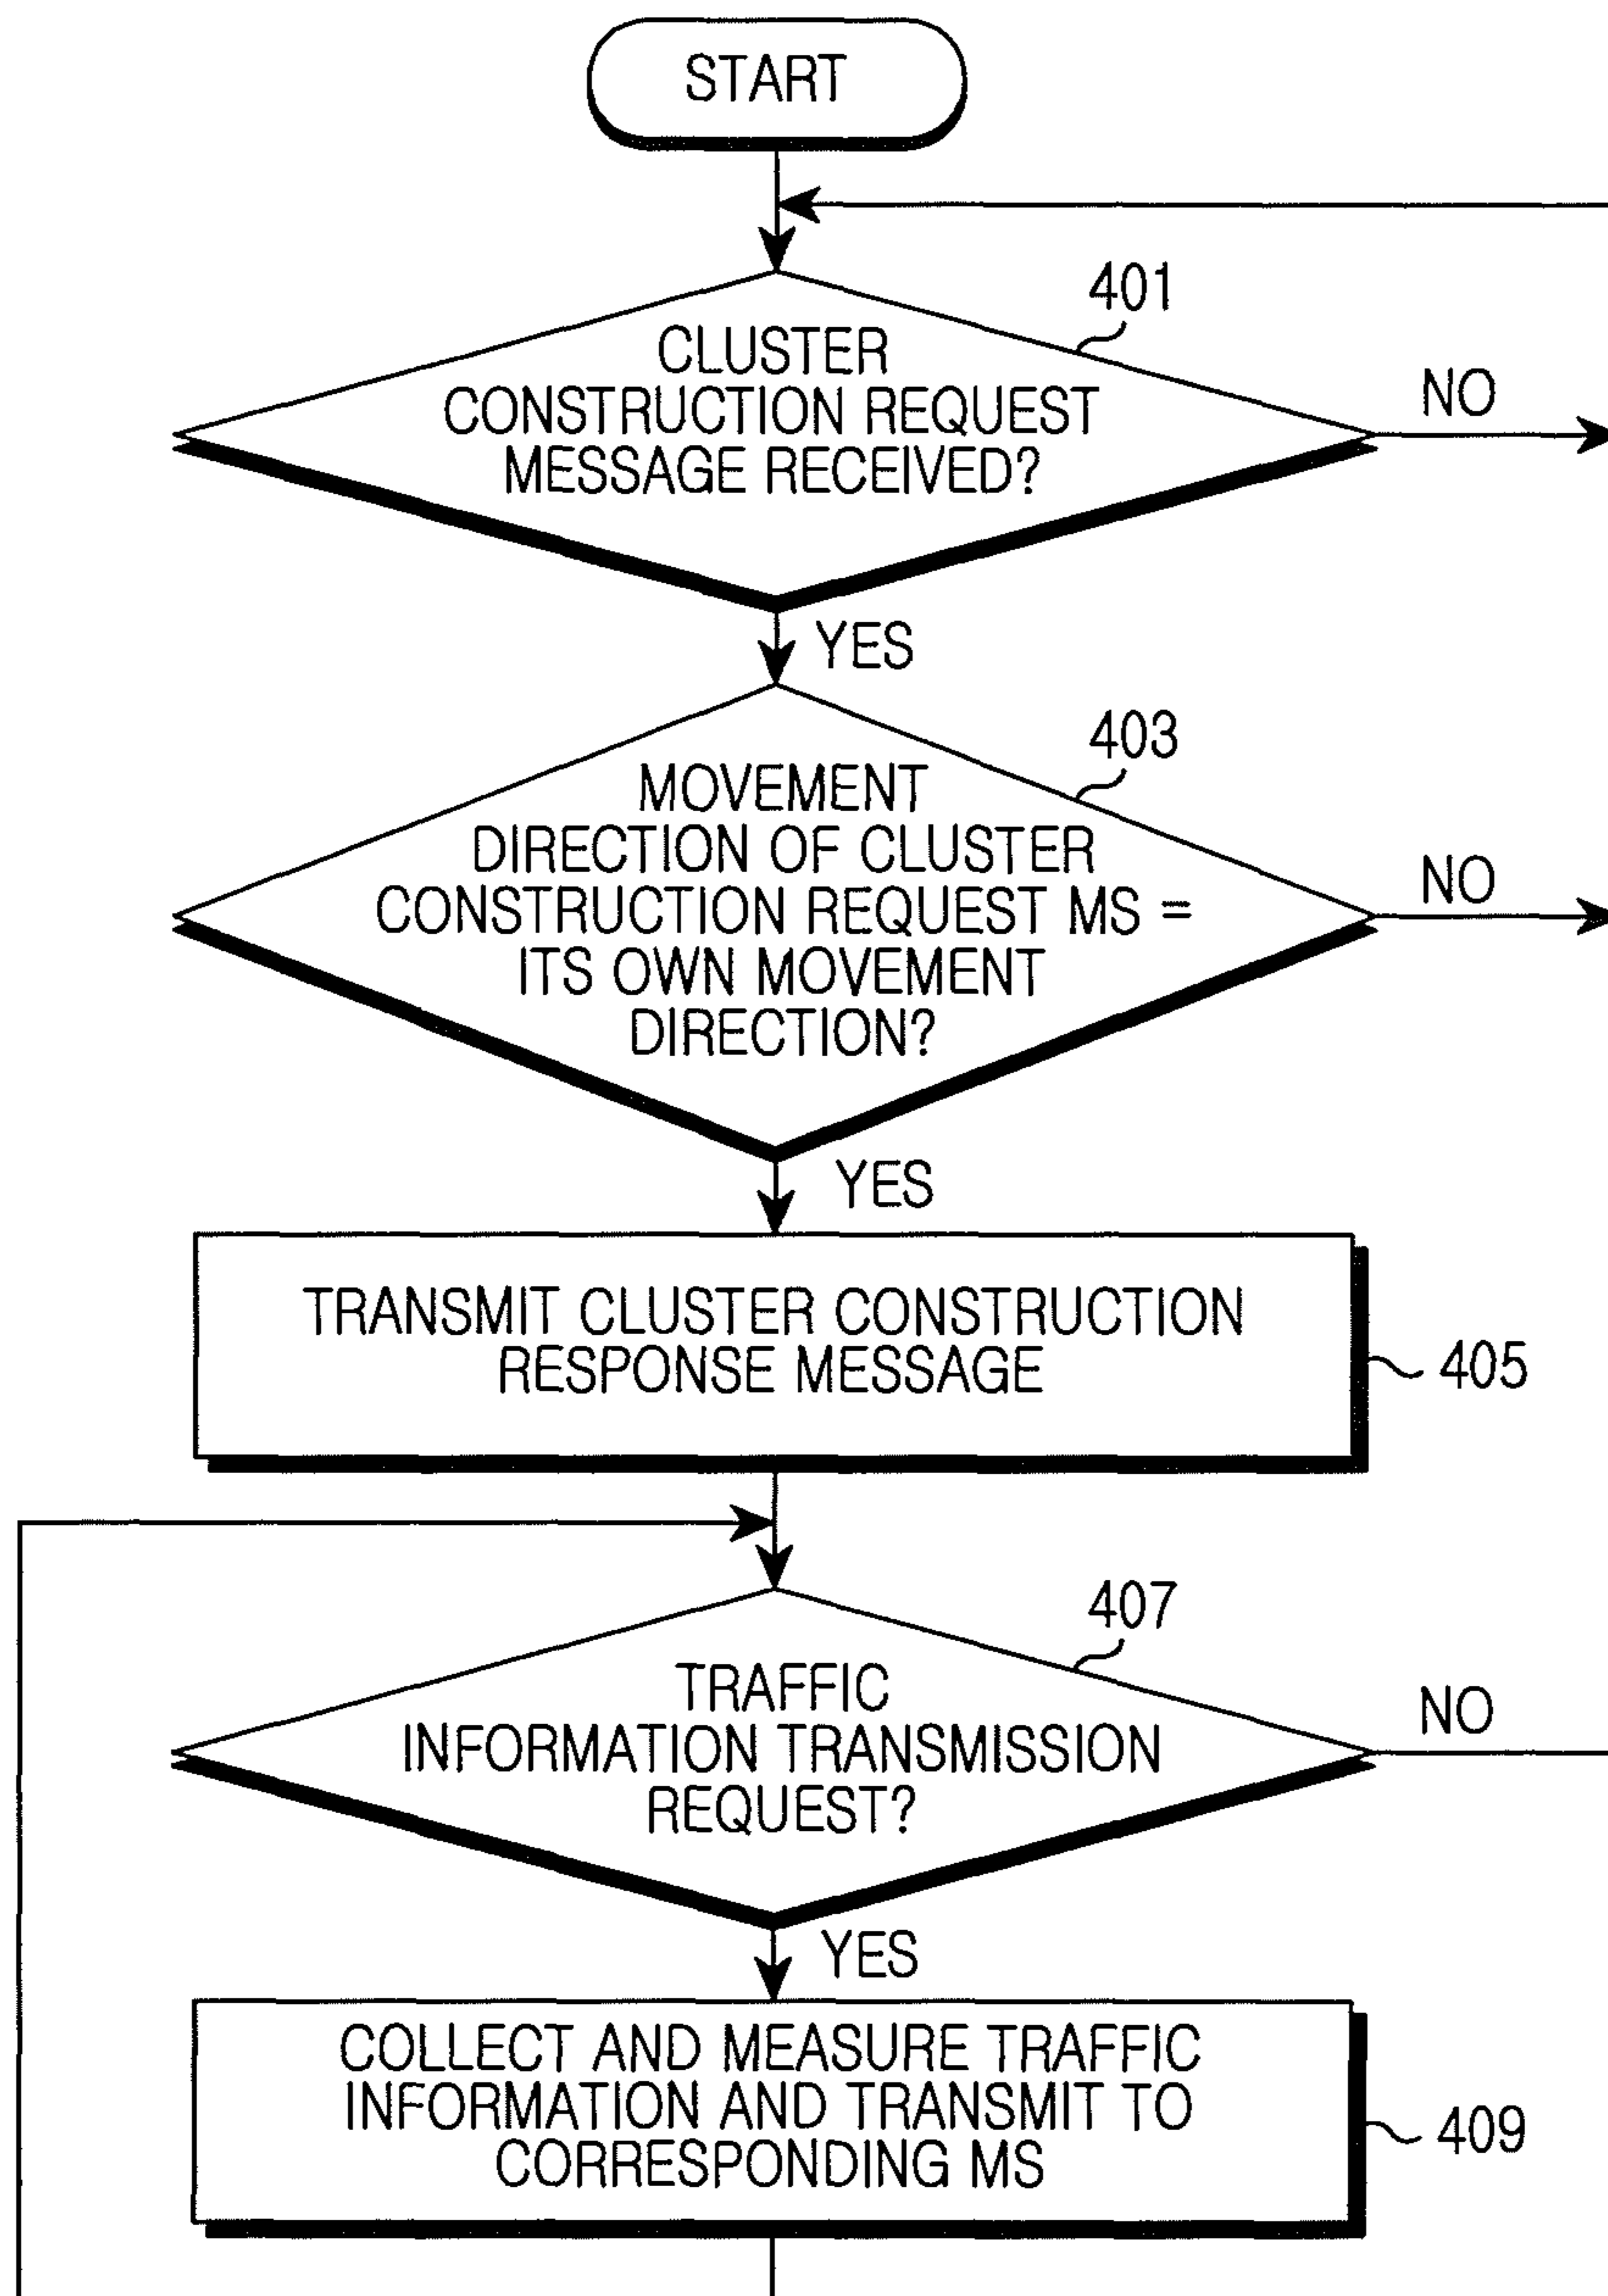 START
401
CLUSTER
CONSTRUCTION REQUEST
MESSAGE RECEIVED?
NO
YES
403
MOVEMENT
DIRECTION OF CLUSTER
CONSTRUCTION REQUEST MS =
ITS OWN MOVEMENT
DIRECTION?
NO
YES
TRANSMIT CLUSTER CONSTRUCTION
RESPONSE MESSAGE
405
407
TRAFFIC
INFORMATION TRANSMISSION
REQUEST?
NO
YES
COLLECT AND MEASURE TRAFFIC
INFORMATION AND TRANSMIT TO
CORRESPONDING MS
409